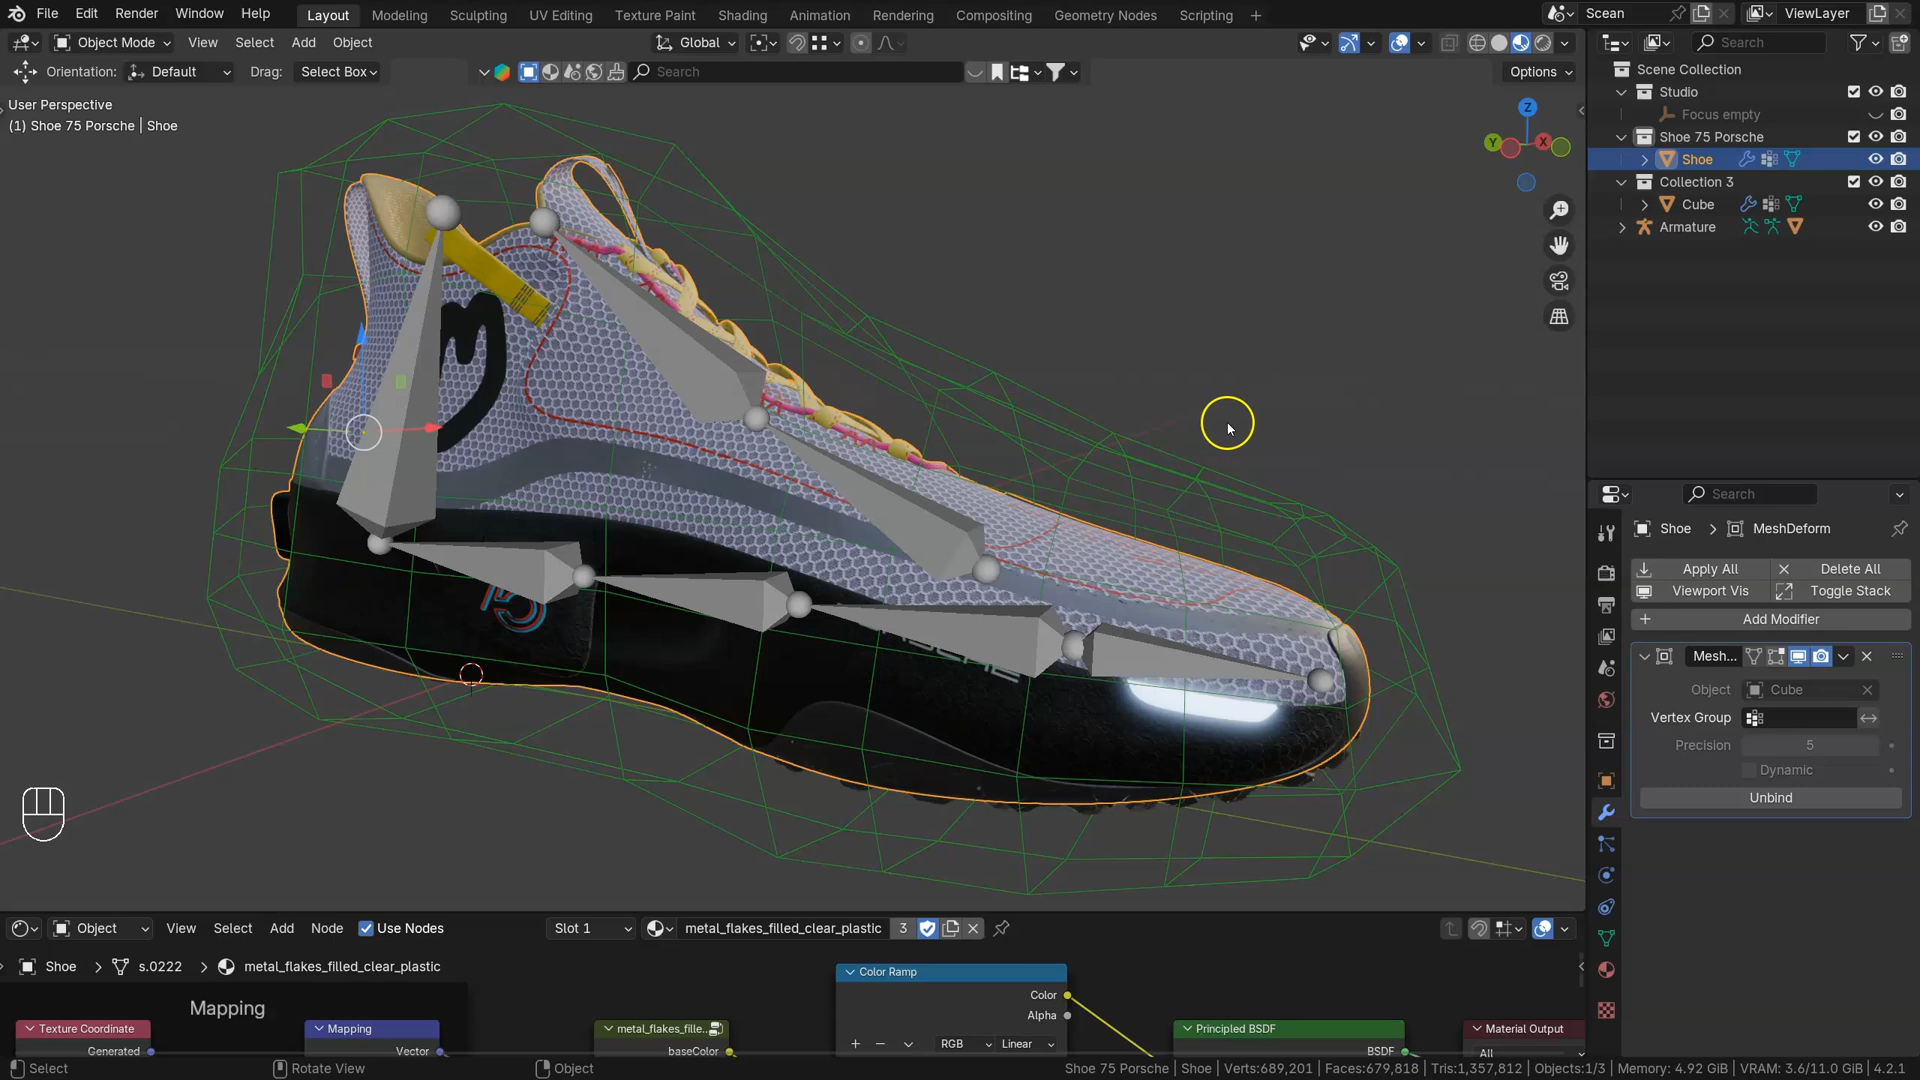 File Edit Render Window Help Layout Modeling Sculpting UV Editing Texture Paint Shading Animation Rendering Compositing Geometry Nodes Scripting + Scean ViewLayer
Object Mode View Select Add Object Global Search
Orientation: Default Drag: Select Box Search Options
Scene Collection
Studio
Focus empty
Shoe 75 Porsche
Shoe
Collection 3
Cube
Armature
User Perspective
(1) Shoe 75 Porsche | Shoe
Z
Y
X
Search
Shoe > MeshDeform
Apply All Delete All
Viewport Vis Toggle Stack
Add Modifier
Mesh...
Object Cube
Vertex Group
Precision 5
Dynamic
Unbind
Object View Select Add Node Use Nodes Slot 1 metal_flakes_filled_clear_plastic 3
Shoe > s.0222 > metal_flakes_filled_clear_plastic
Mapping
Color Ramp
Color
Alpha
RGB Linear
Texture Coordinate
Generated
Mapping
Vector
metal_flakes_fille...
baseColor
Principled BSDF
BSDF
Material Output
All
Select Rotate View Object Shoe 75 Porsche | Shoe | Verts:689,201 | Faces:679,818 | Tris:1,357,812 | Objects:1/3 | Memory: 4.92 GiB | VRAM: 3.6/11.0 GiB | 4.2.1